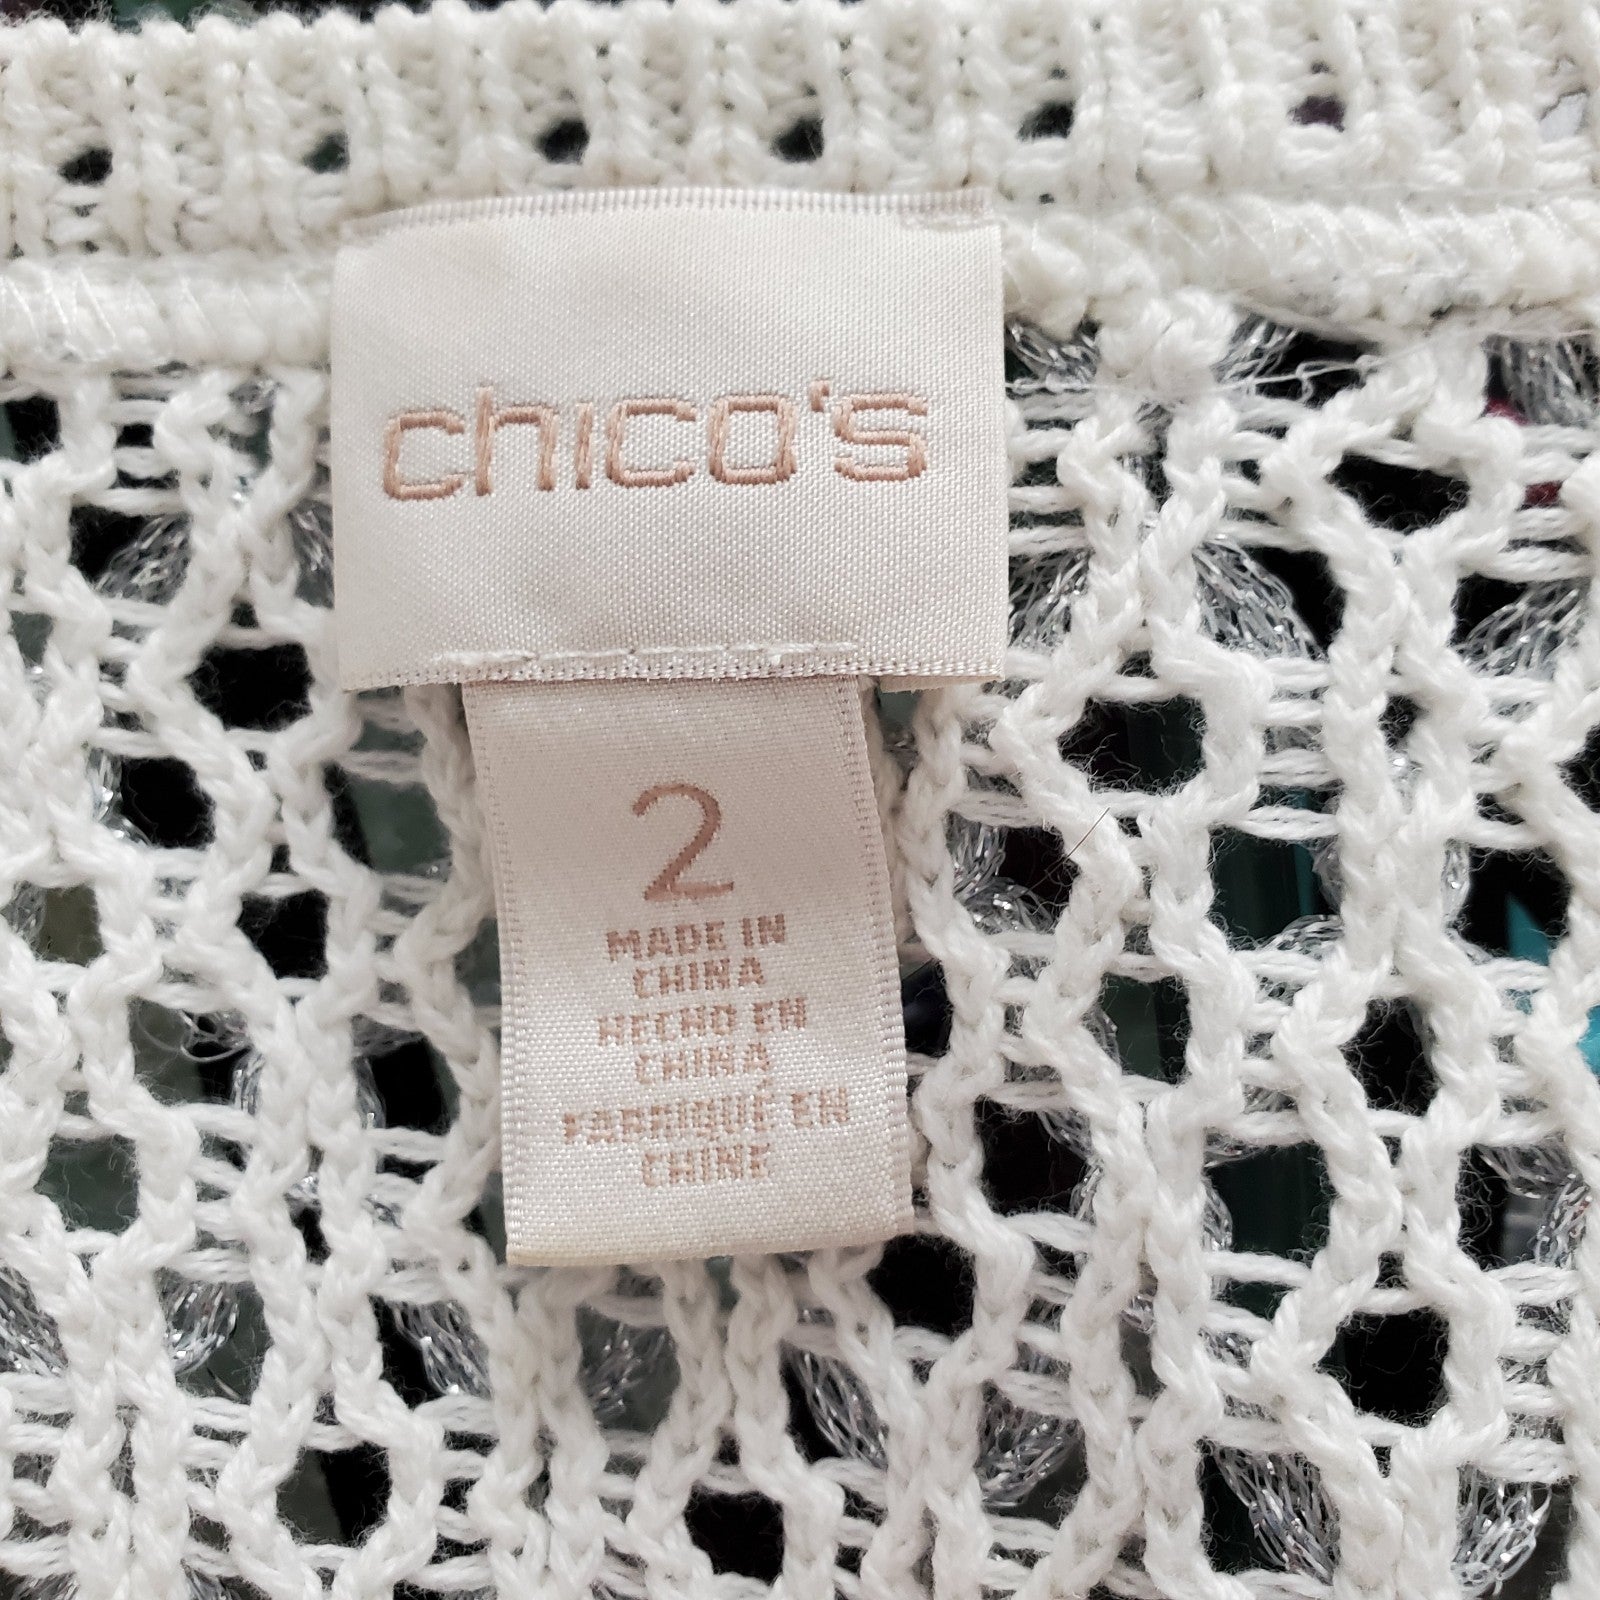 chico's
2
MADE IN
CHINA
HECHO EN
CHINA
FABRIQUÉ EN
CHINE